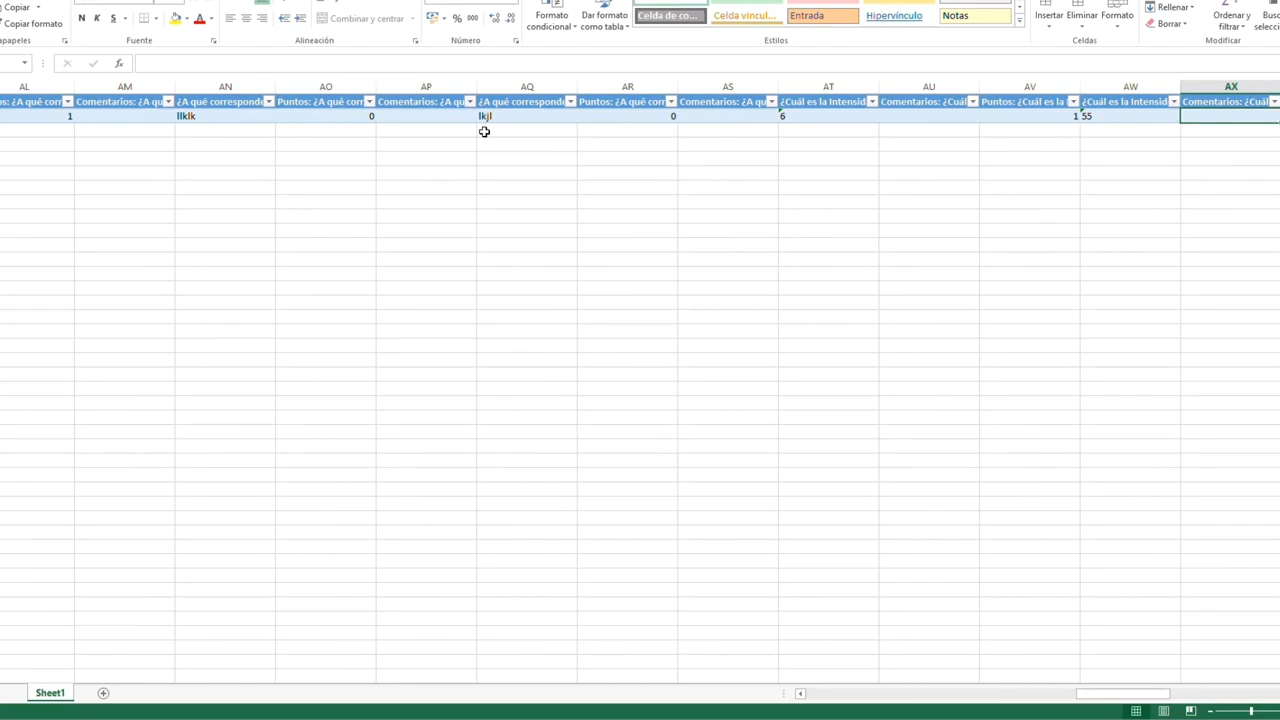 Copiar
Copiar formato
N K S
Combinar y centrar
% 000
Formato condicional
Dar formato como tabla
Celda de co...
Celda vincul...
Entrada
Hipervínculo
Notas
Insertar
Eliminar
Formato
Rellenar
Borrar
Ordenar y filtrar
Fuente
Alineación
Número
Estilos
Celdas
Modificar
fx
AL AM AN AO AP AQ AR AS AT AU AV AW AX
Comentarios: ¿A qu
¿A qué corresponde
Puntos: ¿A qué corr
Comentarios: ¿A qu
¿A qué corresponde
Puntos: ¿A qué corr
Comentarios: ¿A qu
¿Cuál es la Intensid
Comentarios: ¿Cuál
Puntos: ¿Cuál es la
¿Cuál es la Intensid
Comentarios: ¿Cuál
1 llklk 0 lkjl 0 6 1 55
Sheet1